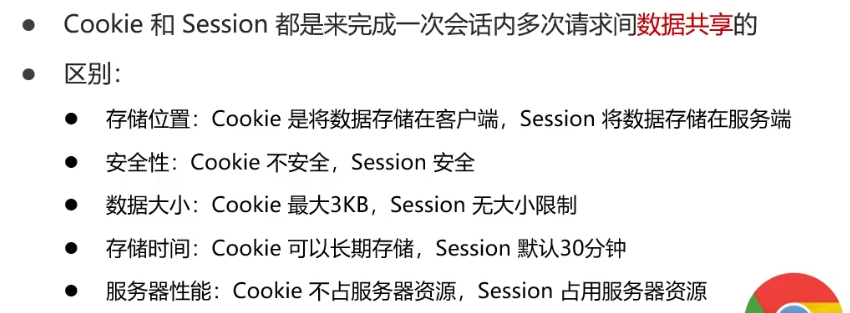 Cookie 和 Session 都是来完成一次会话内多次请求间数据共享的
区别：
存储位置：Cookie 是将数据存储在客户端，Session 将数据存储在服务端
安全性：Cookie 不安全，Session 安全
数据大小：Cookie 最大3KB，Session 无大小限制
存储时间：Cookie 可以长期存储，Session 默认30分钟
服务器性能：Cookie 不占服务器资源，Session 占用服务器资源